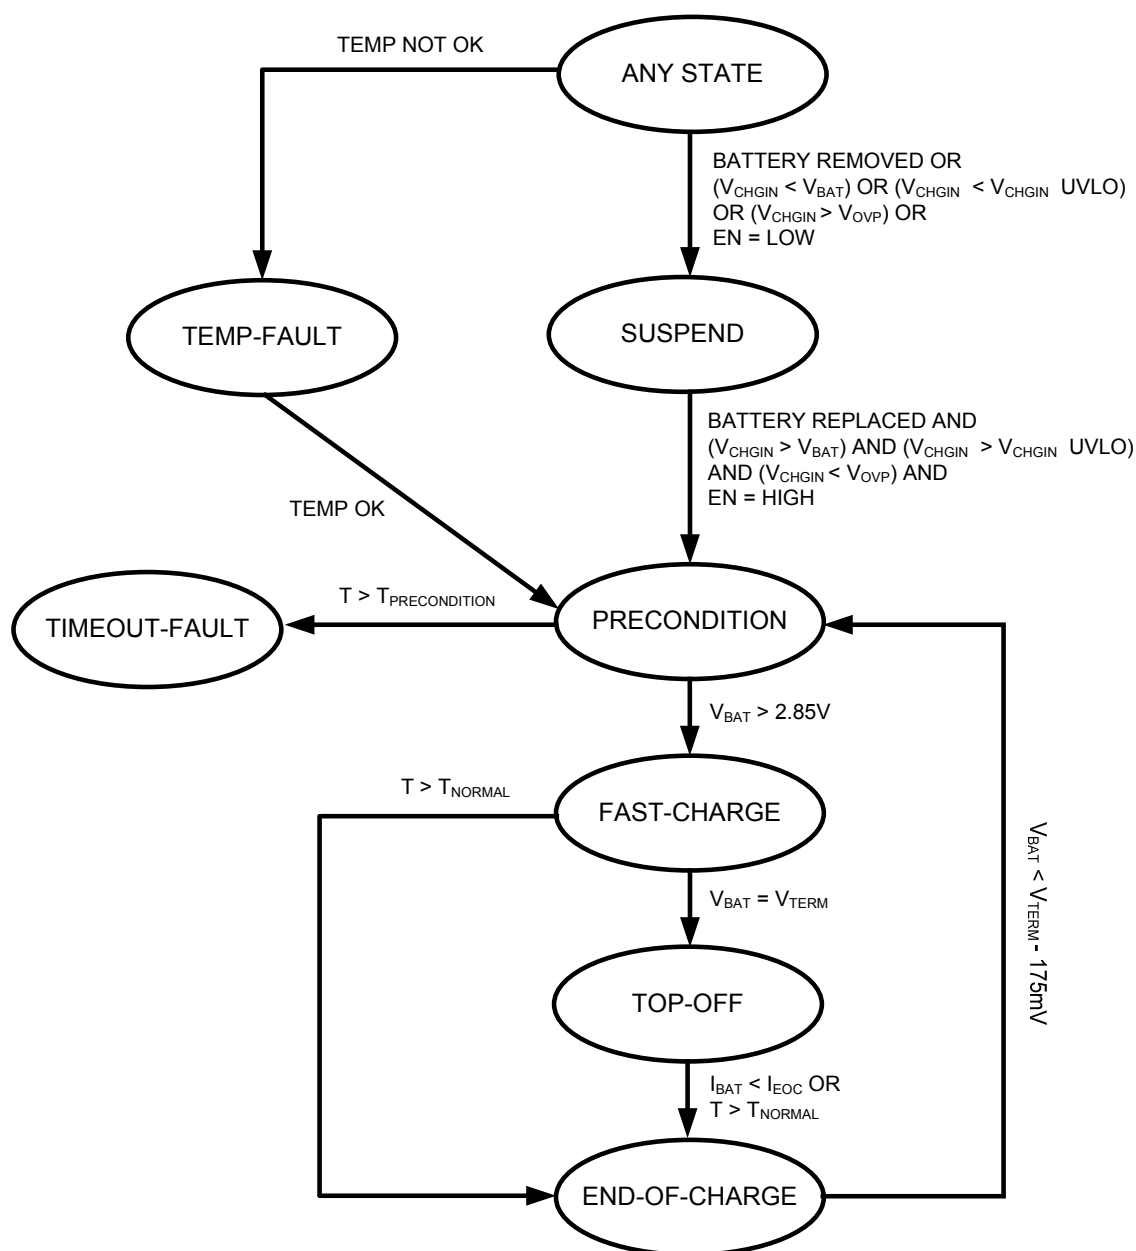 TEMP NOT OK
ANY STATE
BATTERY REMOVED OR
(VCHGIN < VBAT) OR (VCHGIN < VCHGIN UVLO)
OR (VCHGIN > VOVP) OR
EN = LOW
TEMP-FAULT
SUSPEND
BATTERY REPLACED AND
(VCHGIN > VBAT) AND (VCHGIN > VCHGIN UVLO)
AND (VCHGIN < VOVP) AND
EN = HIGH
TEMP OK
T > TPRECONDITION
TIMEOUT-FAULT
PRECONDITION
VBAT > 2.85V
T > TNORMAL
FAST-CHARGE
VBAT < VTERM - 175mV
VBAT = VTERM
TOP-OFF
IBAT < IEOC OR
T > TNORMAL
END-OF-CHARGE